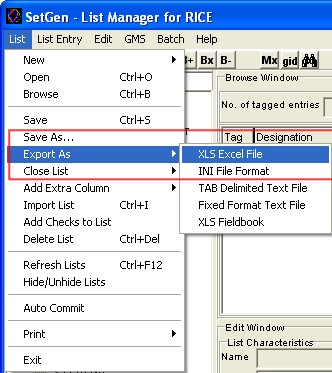 SetGen - List Manager for RICE
List List Entry Edit GMS Batch Help
B+ Bx B- Mx gid
New
Open Ctrl+O
Browse Ctrl+B
Save Ctrl+S
Save As...
Export As
Close List
Add Extra Column
Import List Ctrl+I
Add Checks to List
Delete List Ctrl+Del
Refresh Lists Ctrl+F12
Hide/Unhide Lists
Auto Commit
Print
Exit
XLS Excel File
INI File Format
TAB Delimited Text File
Fixed Format Text File
XLS Fieldbook
Browse Window
No. of tagged entries
Tag Designation
Edit Window
List Characteristics
Name